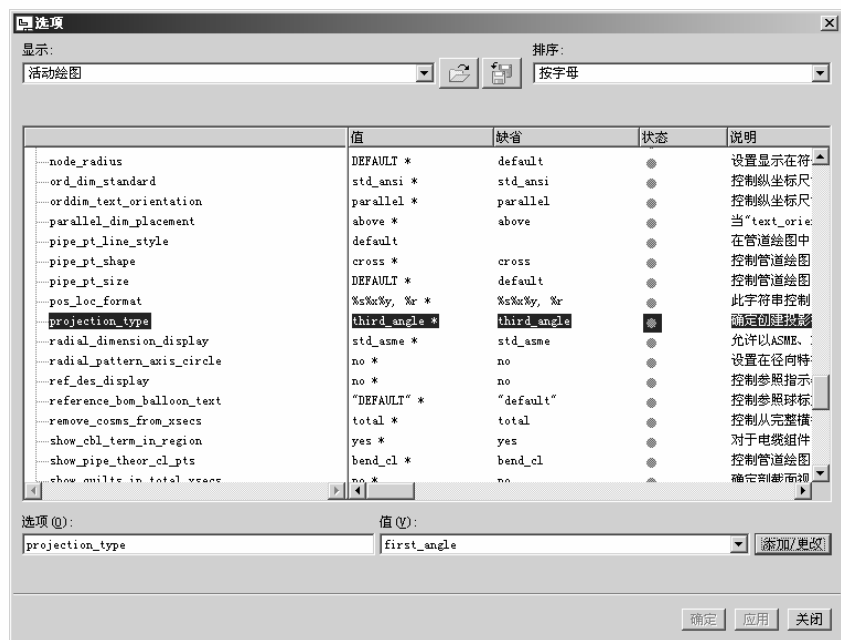 选项
显示:
排序:
活动绘图
按字母
值 缺省 状态 说明
node_radius DEFAULT * default 设置显示在符
ord_dim_standard std_ansi * std_ansi 控制纵坐标尺
orddim_text_orientation parallel * parallel 控制纵坐标尺
parallel_dim_placement above * above 当"text_orie
pipe_pt_line_style default 在管道绘图中
pipe_pt_shape cross * cross 控制管道绘图
pipe_pt_size DEFAULT * default 控制管道绘图
pos_loc_format %s%x%y, %r * %s%x%y, %r 此字符串控制
projection_type third_angle * third_angle 确定创建投影
radial_dimension_display std_asme * std_asme 允许以ASME、
radial_pattern_axis_circle no * no 设置在径向特
ref_des_display no * no 控制参照指示
reference_bom_balloon_text "DEFAULT" * "default" 控制参照球标
remove_cosms_from_xsecs total * total 控制从完整横
show_cbl_term_in_region yes * yes 对于电缆组件
show_pipe_theor_cl_pts bend_cl * bend_cl 控制管道绘图
show_quilts_in_total_xsecs no * no 确定剖截面视
选项(O):
值(V):
projection_type
first_angle
添加/更改
确定 应用 关闭